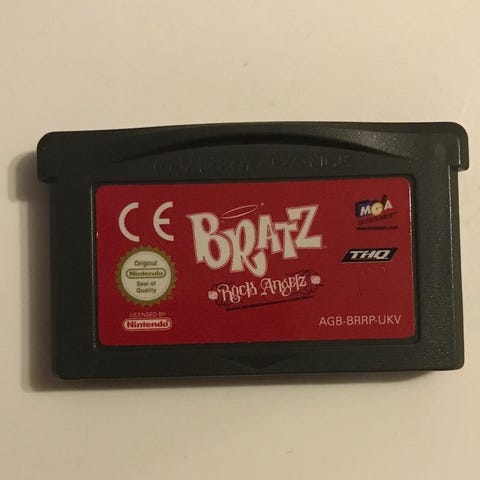 GAME BOY ADVANCE
CE
BRATZ
Rock Angelz
Original
Nintendo
Seal of
Quality
LICENSED BY
Nintendo
MGA
ENTERTAINMENT
THQ
AGB-BRRP-UKV